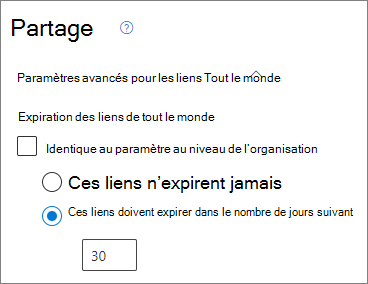 Partage
Paramètres avancés pour les liens Tout le monde
Expiration des liens de tout le monde
Identique au paramètre au niveau de l'organisation
Ces liens n'expirent jamais
Ces liens doivent expirer dans le nombre de jours suivant
30